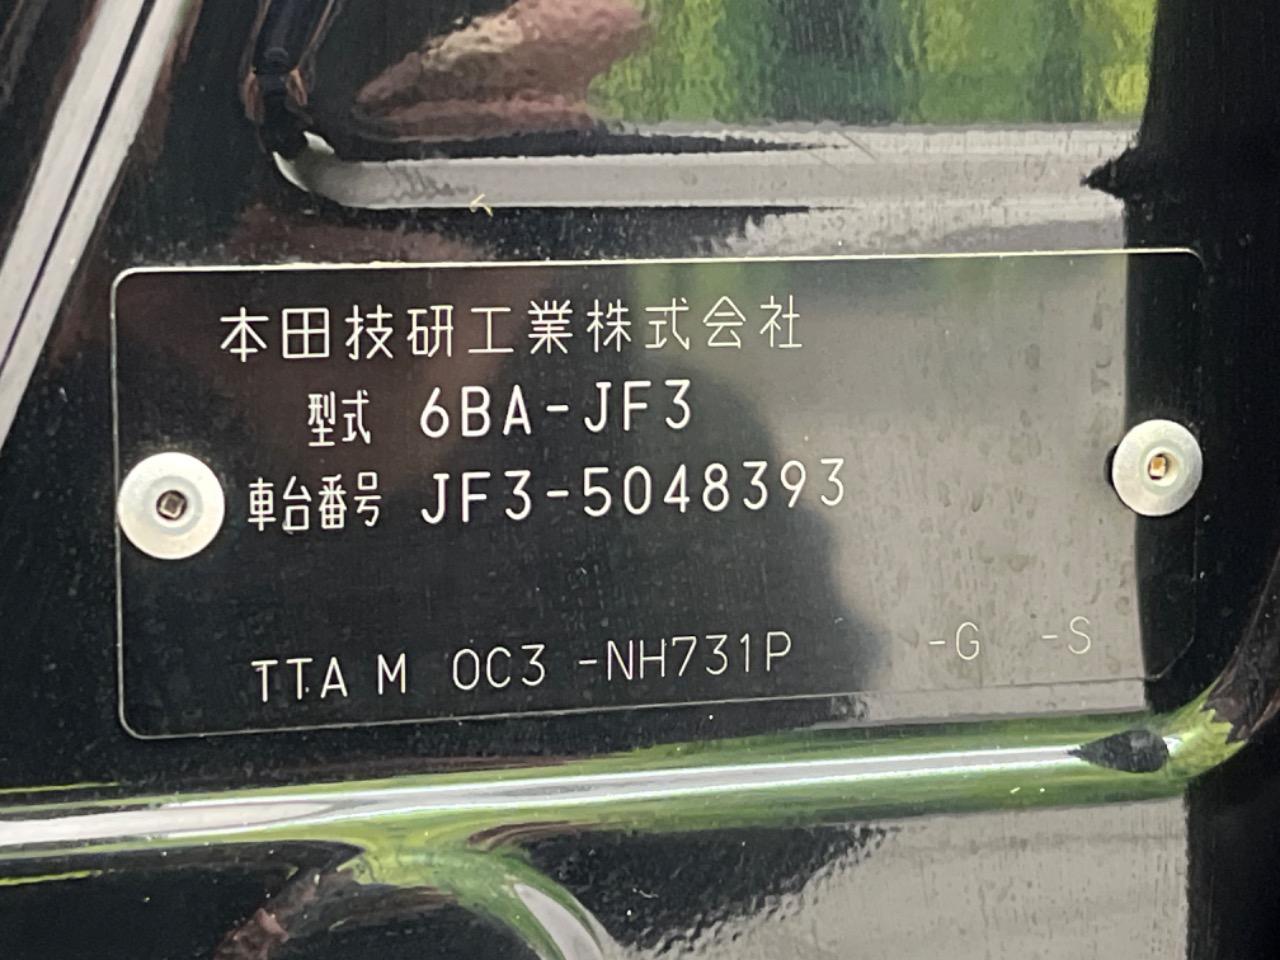 本田技研工業株式会社
型式 6BA-JF3
車台番号 JF3-5048393
TTA M 0C3 -NH731P -G -S